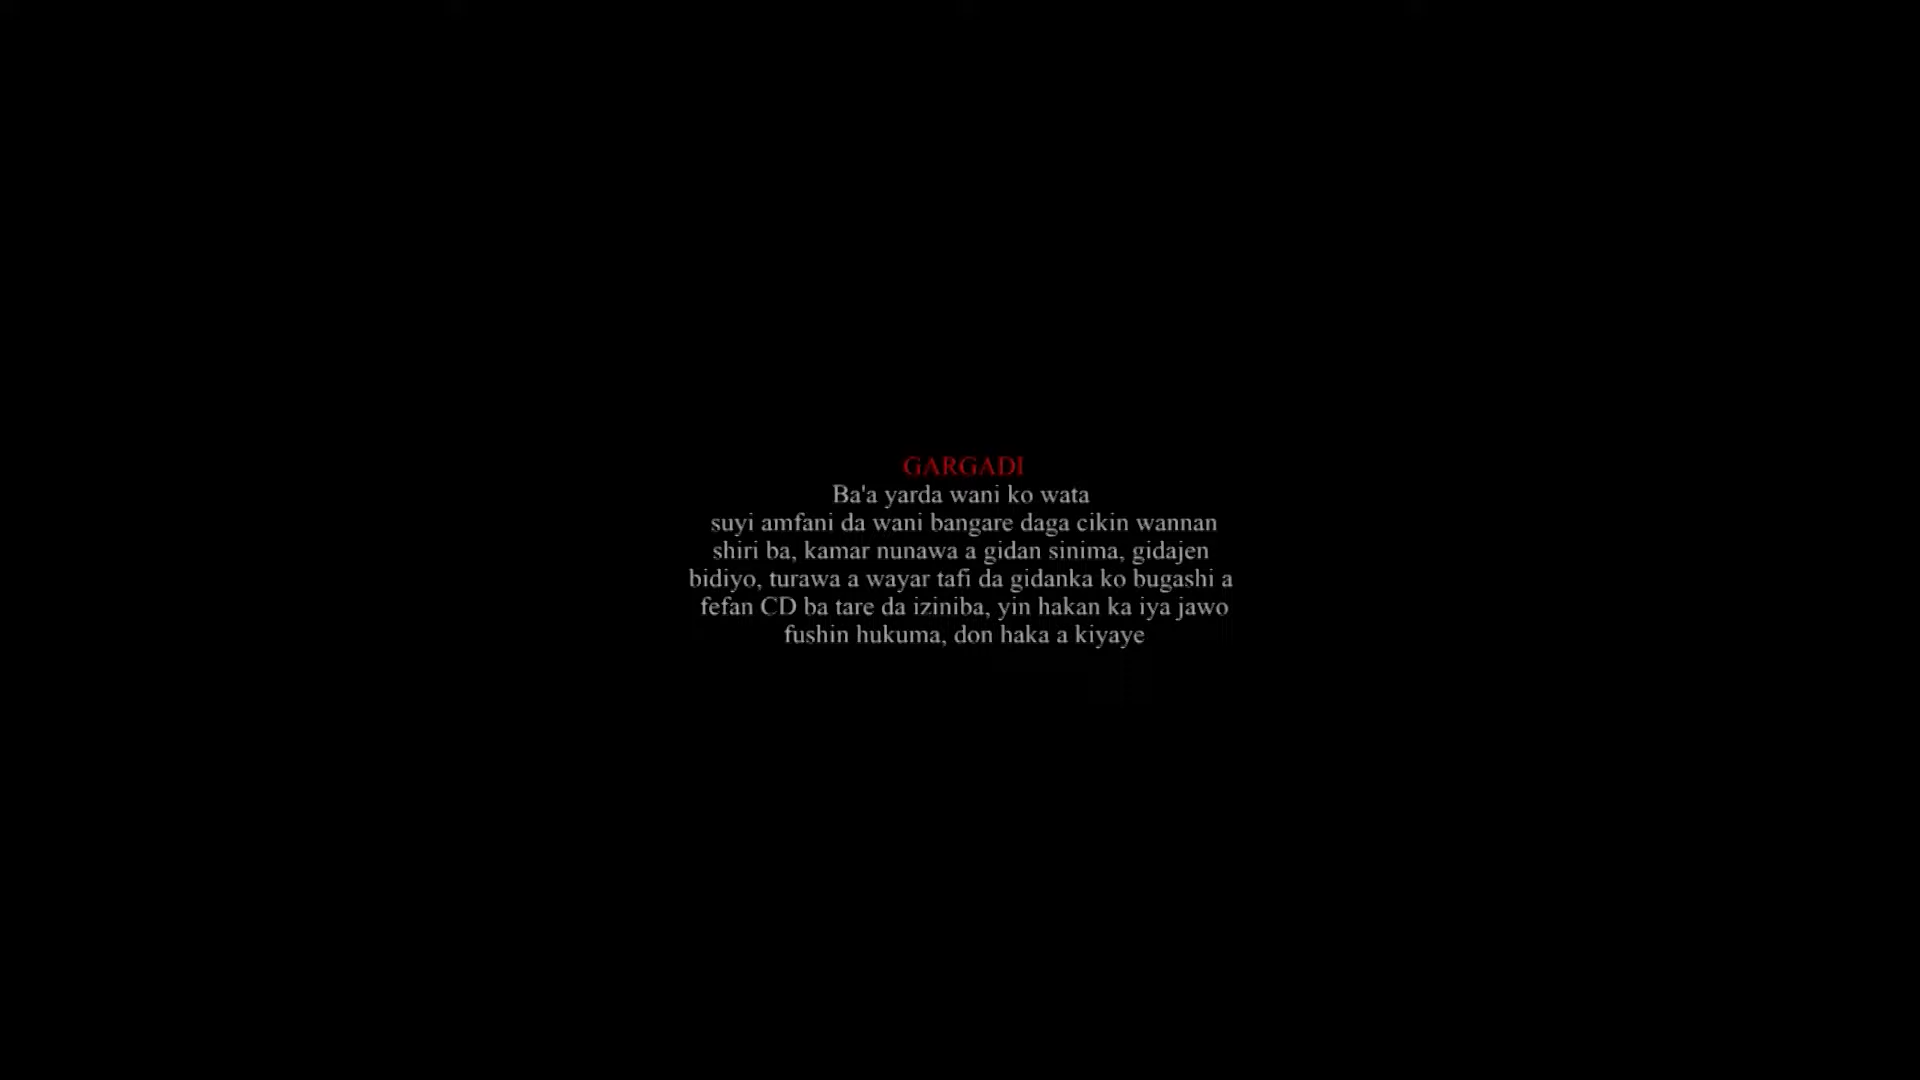 GARGADI
Ba'a yarda wani ko wata
suyi amfani da wani bangare daga cikin wannan
shiri ba, kamar nunawa a gidan sinima, gidajen
bidiyo, turawa a wayar tafi da gidanka ko bugashi a
fefan CD ba tare da iziniba, yin hakan ka iya jawo
fushin hukuma, don haka a kiyaye